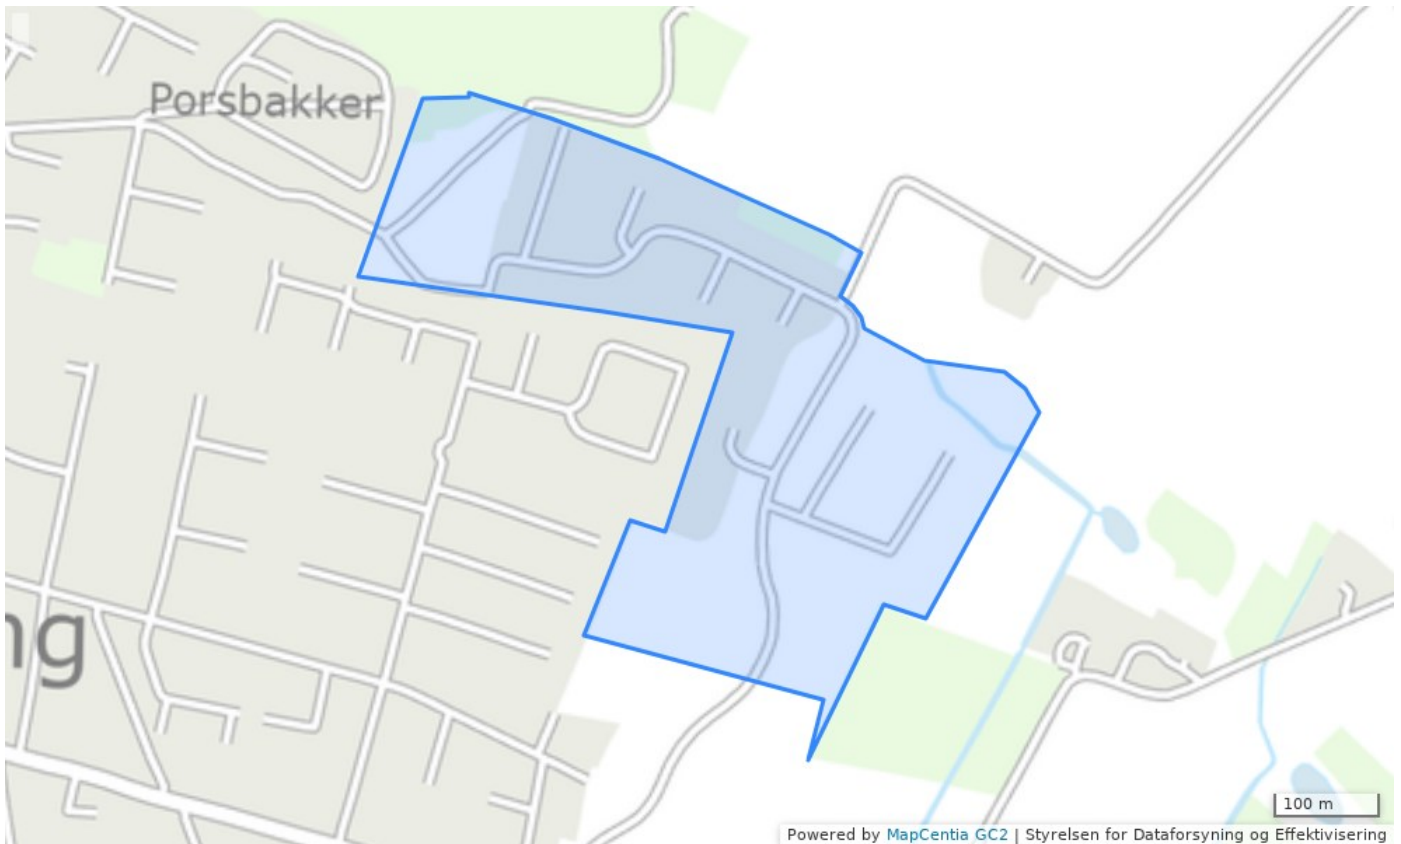 Porsbakker
ng
100 m
Powered by MapCentia GC2 | Styrelsen for Dataforsyning og Effektivisering